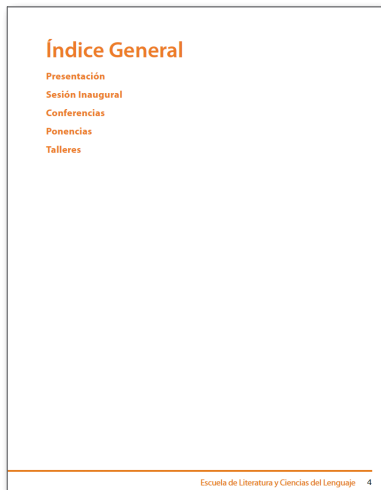 Índice General
Presentación
Sesión Inaugural
Conferencias
Ponencias
Talleres
Escuela de Literatura y Ciencias del Lenguaje 4